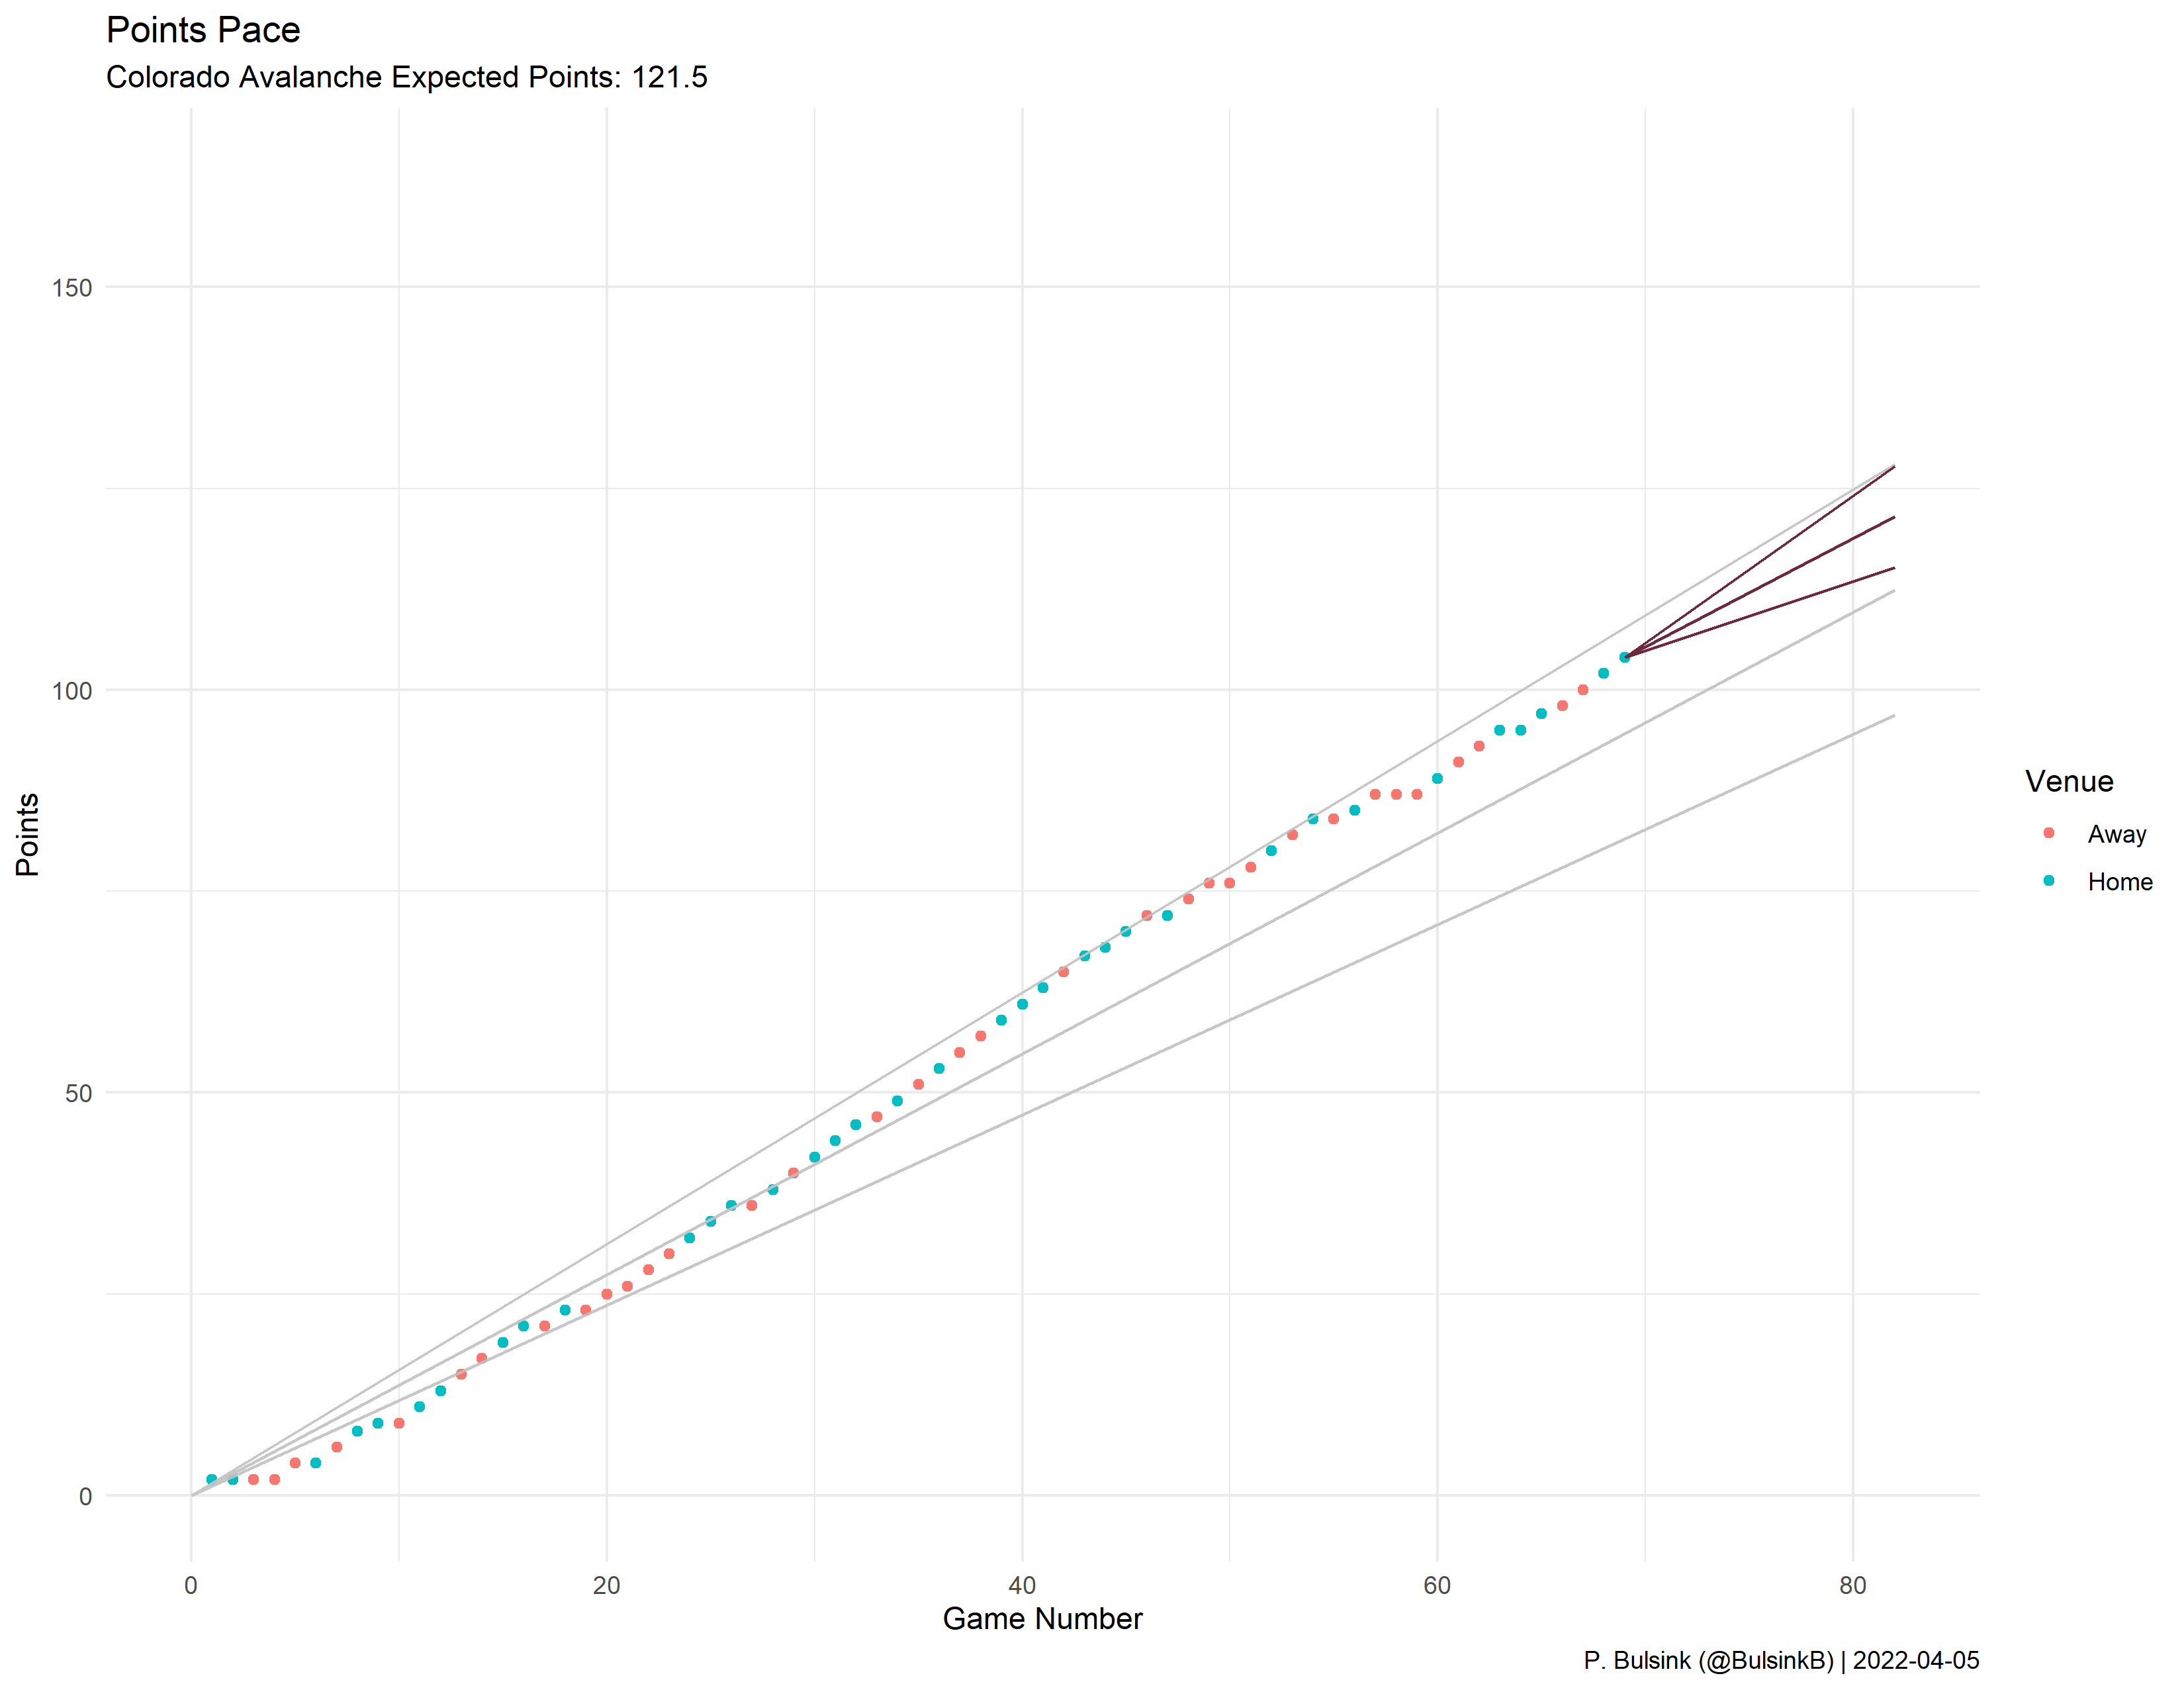 Points Pace
Colorado Avalanche Expected Points: 121.5
150
100
50
0
Points
0 20 40 60 80
Game Number
Venue
Away
Home
P. Bulsink (@BulsinkB) | 2022-04-05